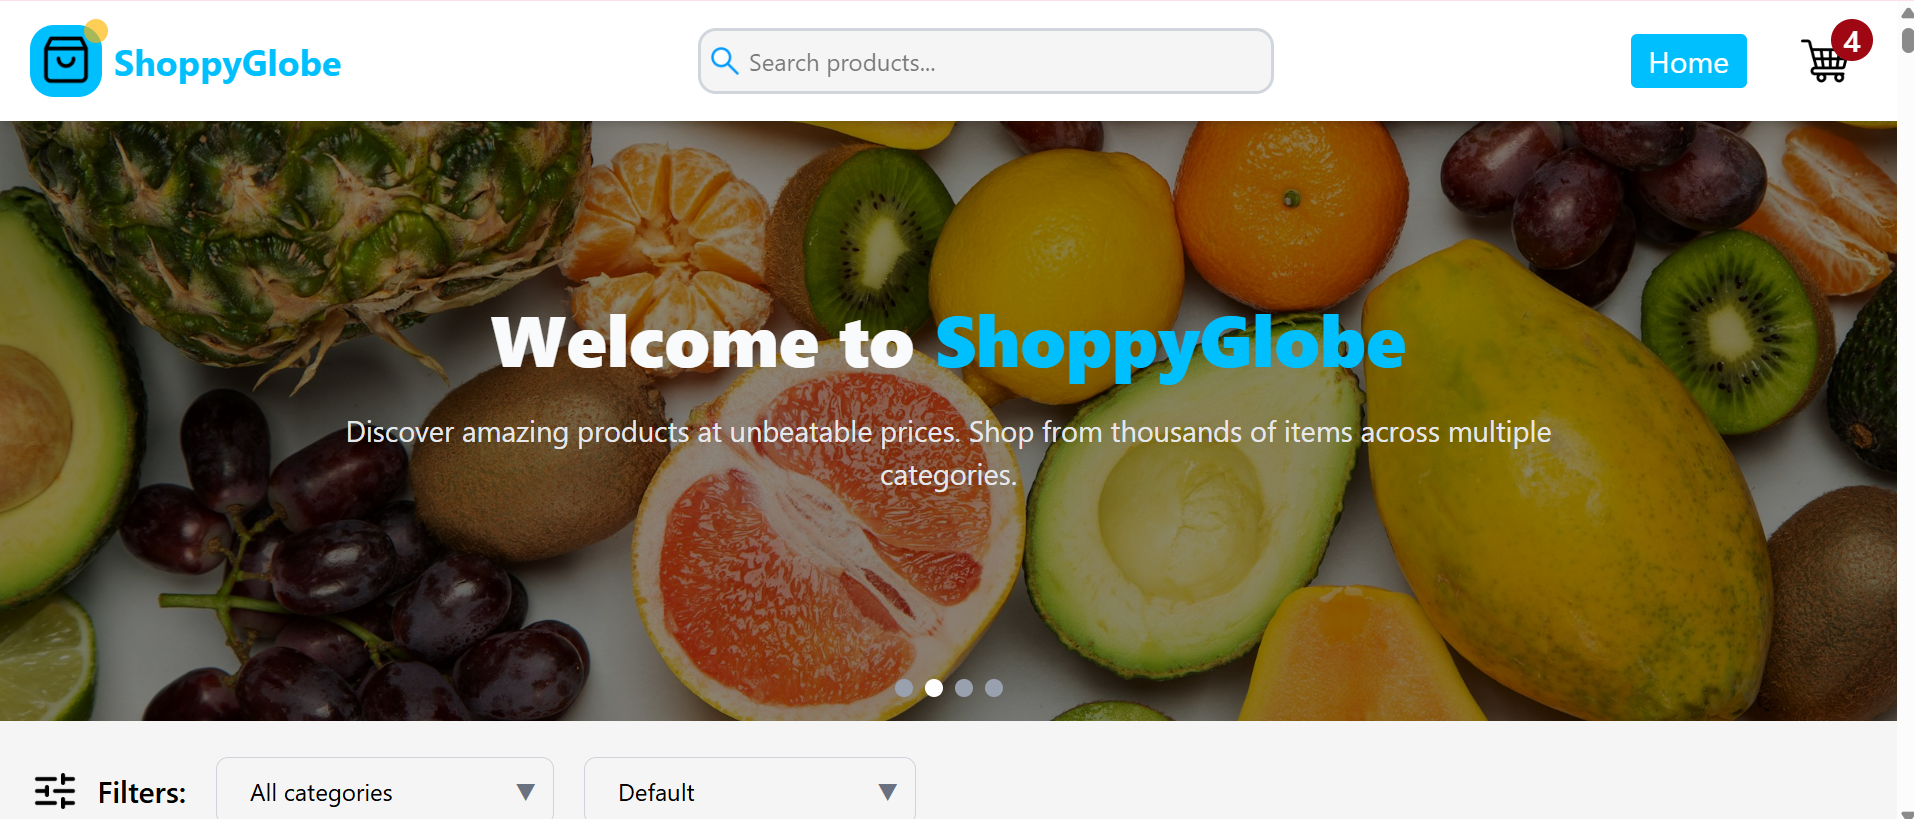 ShoppyGlobe
Search products...
Home
4
Welcome to ShoppyGlobe
Discover amazing products at unbeatable prices. Shop from thousands of items across multiple
categories.
Filters:
All categories
Default